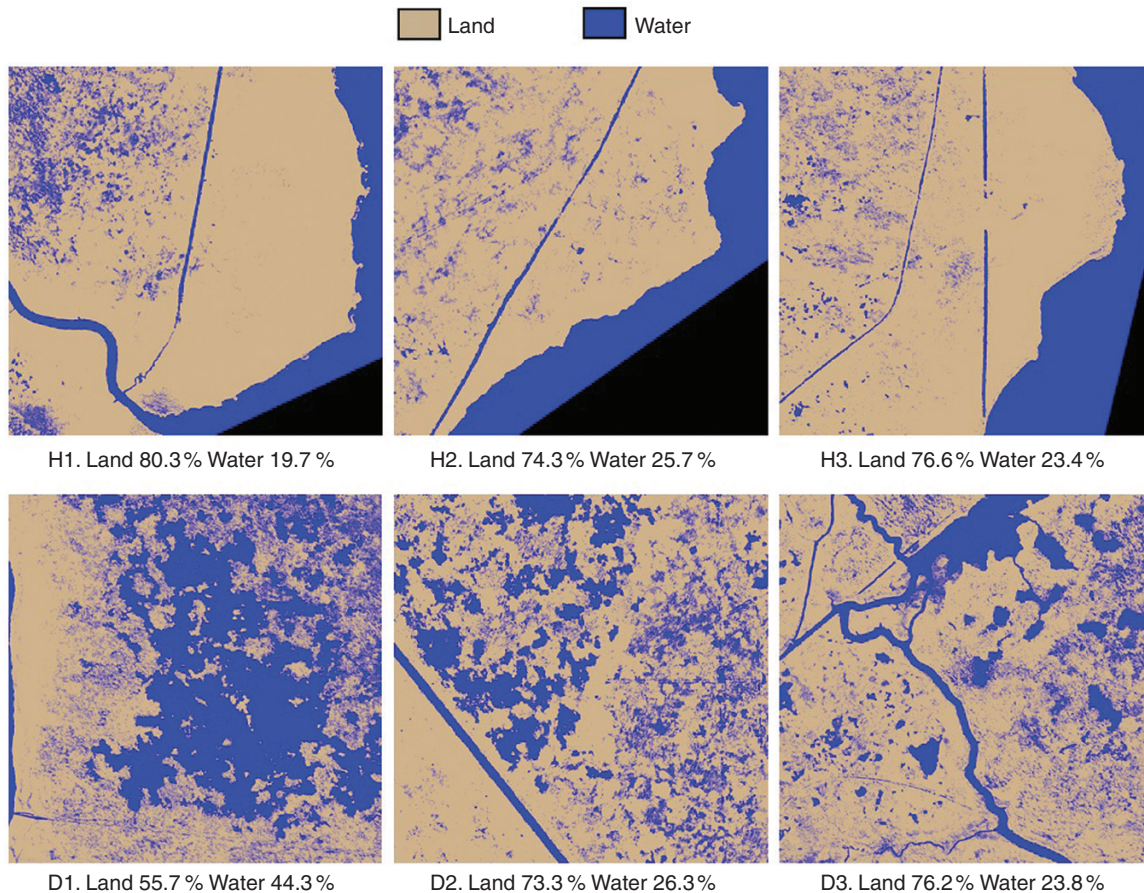 Land Water
H1. Land 80.3 % Water 19.7 % H2. Land 74.3 % Water 25.7 % H3. Land 76.6 % Water 23.4 %
D1. Land 55.7 % Water 44.3 % D2. Land 73.3 % Water 26.3 % D3. Land 76.2 % Water 23.8 %